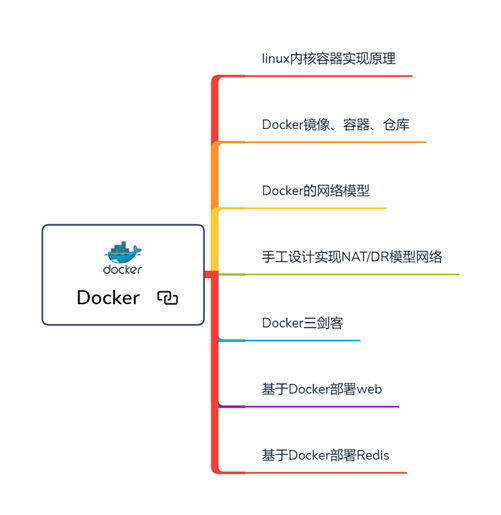 linux内核容器实现原理
Docker镜像、容器、仓库
Docker的网络模型
docker
Docker
手工设计实现NAT/DR模型网络
Docker三剑客
基于Docker部署web
基于Docker部署Redis